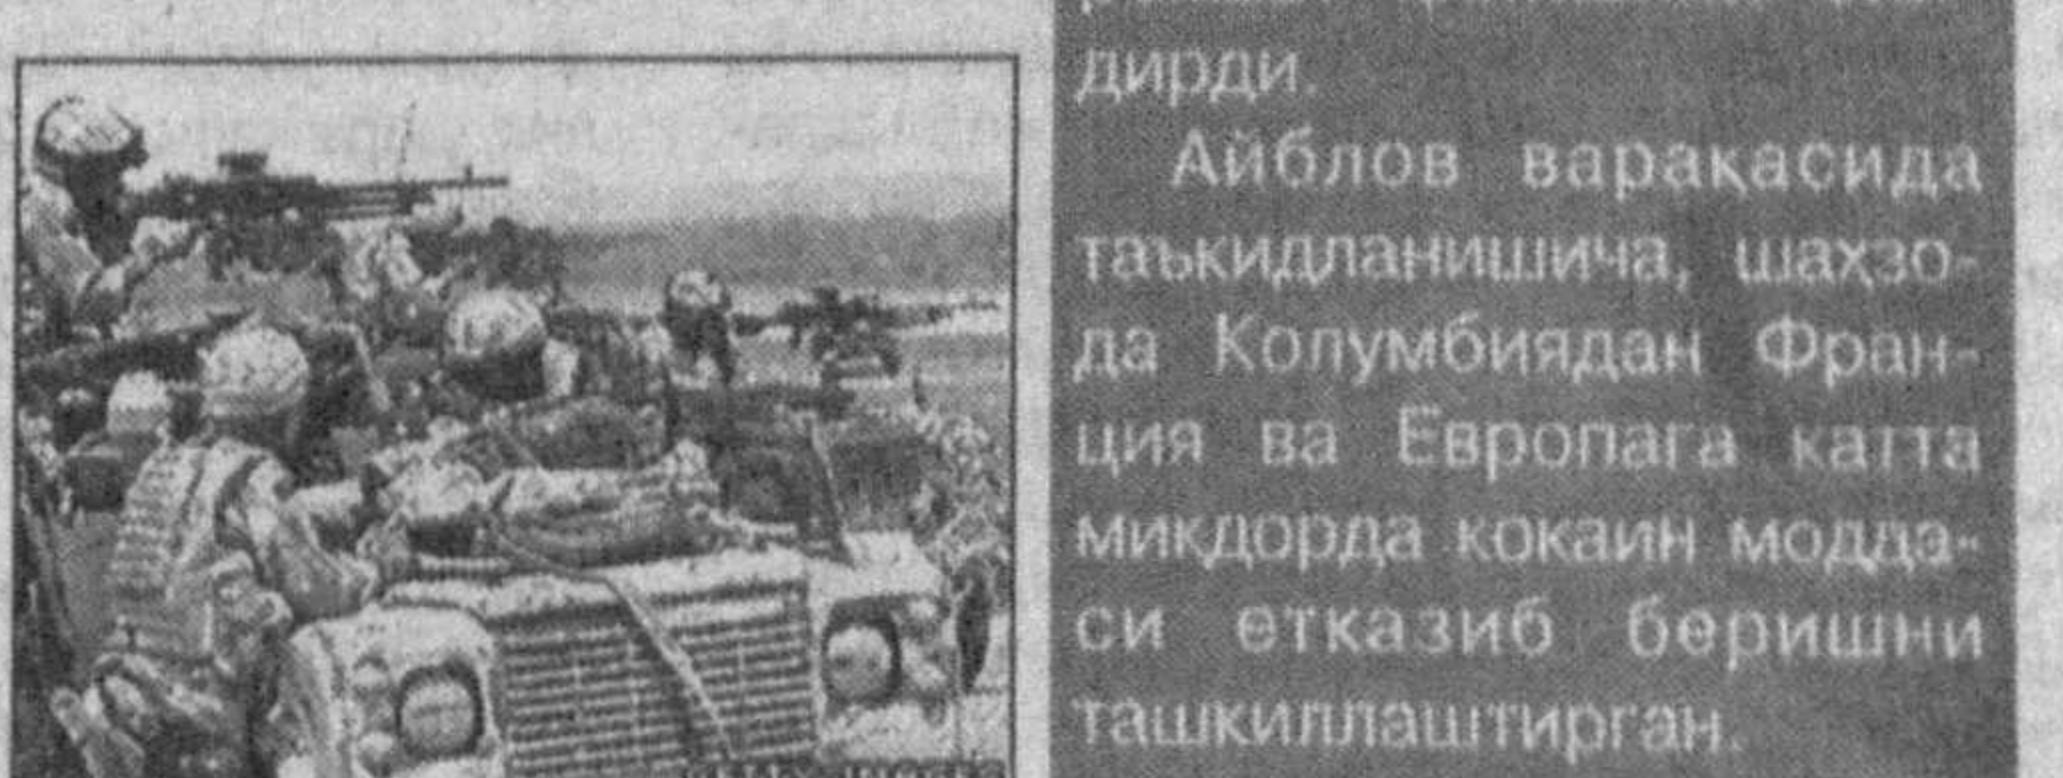 дирди.
Айблов варақасида
таъкидланишича, шаҳзо-
да Колумбиядан Фран-
ция ва Европага катта
миқдорда кокаин модда-
си етказиб беришни
ташкиллаштирган.